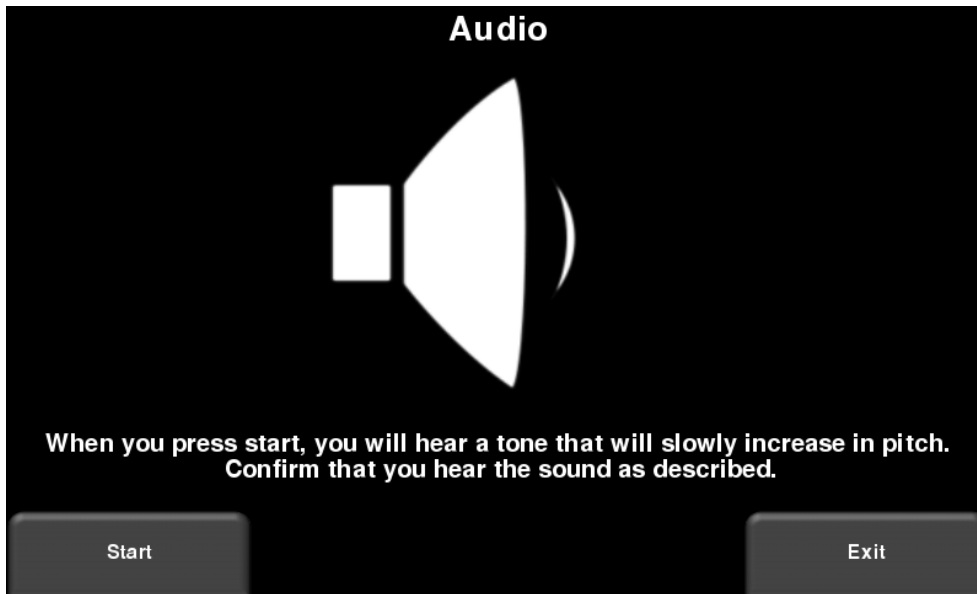 Audio
When you press start, you will hear a tone that will slowly increase in pitch.
Confirm that you hear the sound as described.
Start
Exit